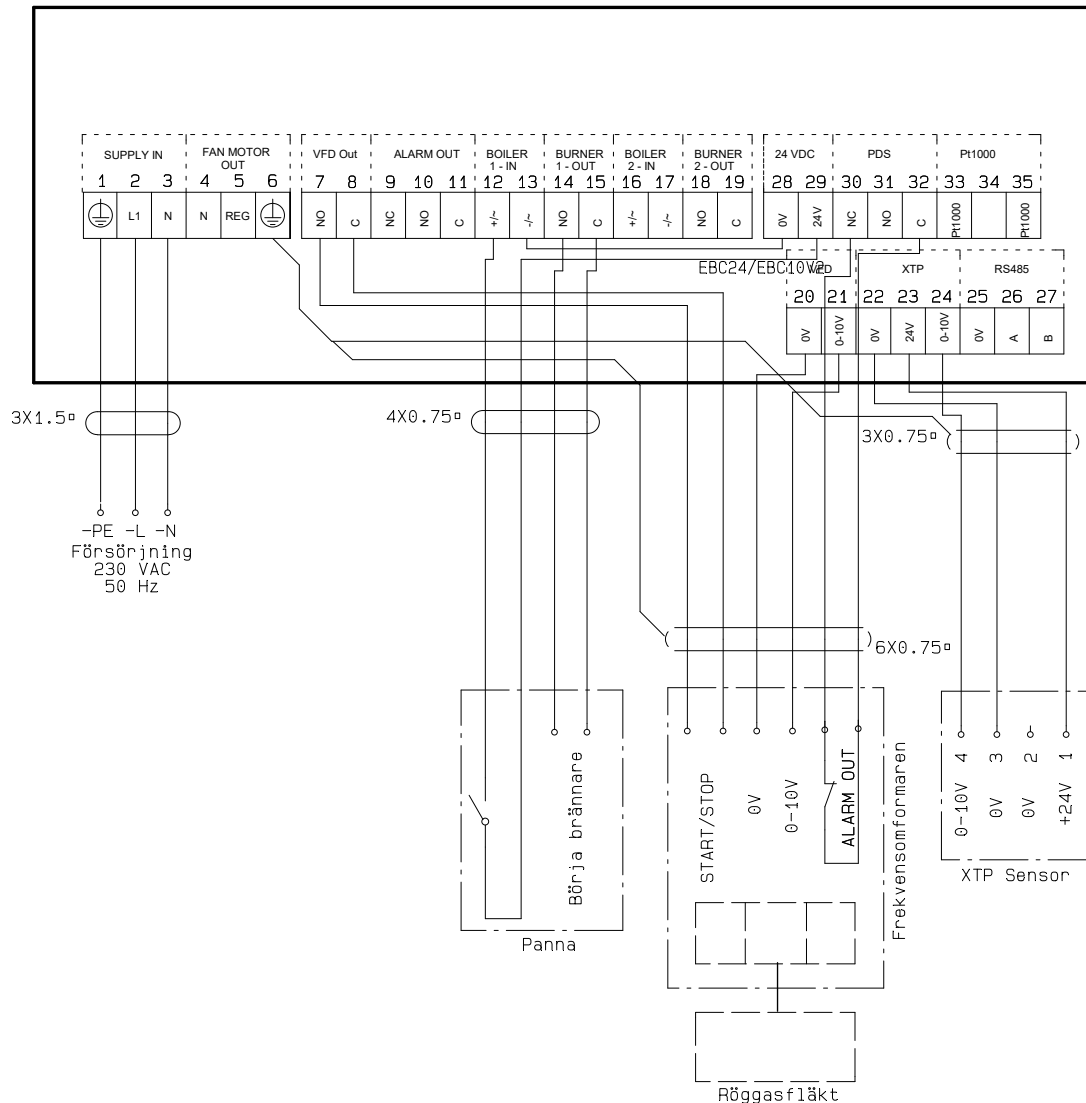 SUPPLY IN
FAN MOTOR
OUT
VFD Out
ALARM OUT
BOILER
1 - IN
BURNER
1 - OUT
BOILER
2 - IN
BURNER
2 - OUT
24 VDC
PDS
Pt1000
1 2 3 4 5 6 7 8 9 10 11 12 13 14 15 16 17 18 19 28 29 30 31 32 33 34 35
L1 N N REG NO C NC NO C +/~ -/~ NO C +/~ -/~ NO C 0V 24V NC NO C Pt1000 Pt1000
EBC24/EBC10V2
VFD
XTP
RS485
20 21 22 23 24 25 26 27
0V 0-10V 0V 24V 0-10V 0V A B
3X1.5▫
4X0.75▫
3X0.75▫
-PE -L -N
Försörjning
230 VAC
50 Hz
6X0.75▫
Börja brännare
Panna
START/STOP
0V
0-10V
ALARM OUT
Frekvensomformaren
0-10V 4
0V 3
0V 2
+24V 1
XTP Sensor
Röggasfläkt